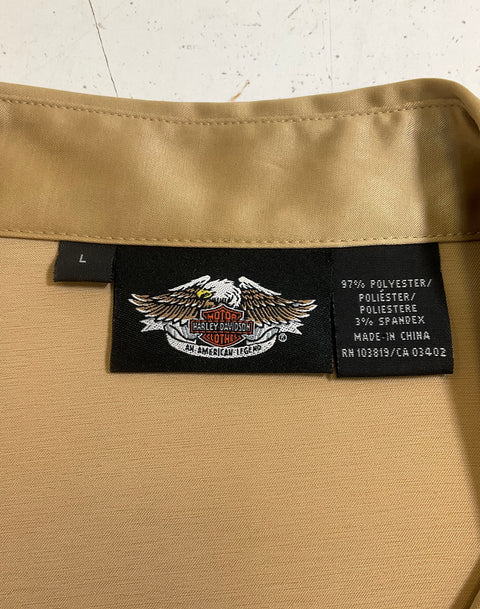 L
MOTOR
HARLEY-DAVIDSON
CLOTHES
AN AMERICAN LEGEND
®
97% POLYESTER/
POLIÉSTER/
POLIESTERE
3% SPANDEX
MADE IN CHINA
RN 103819/CA 03402